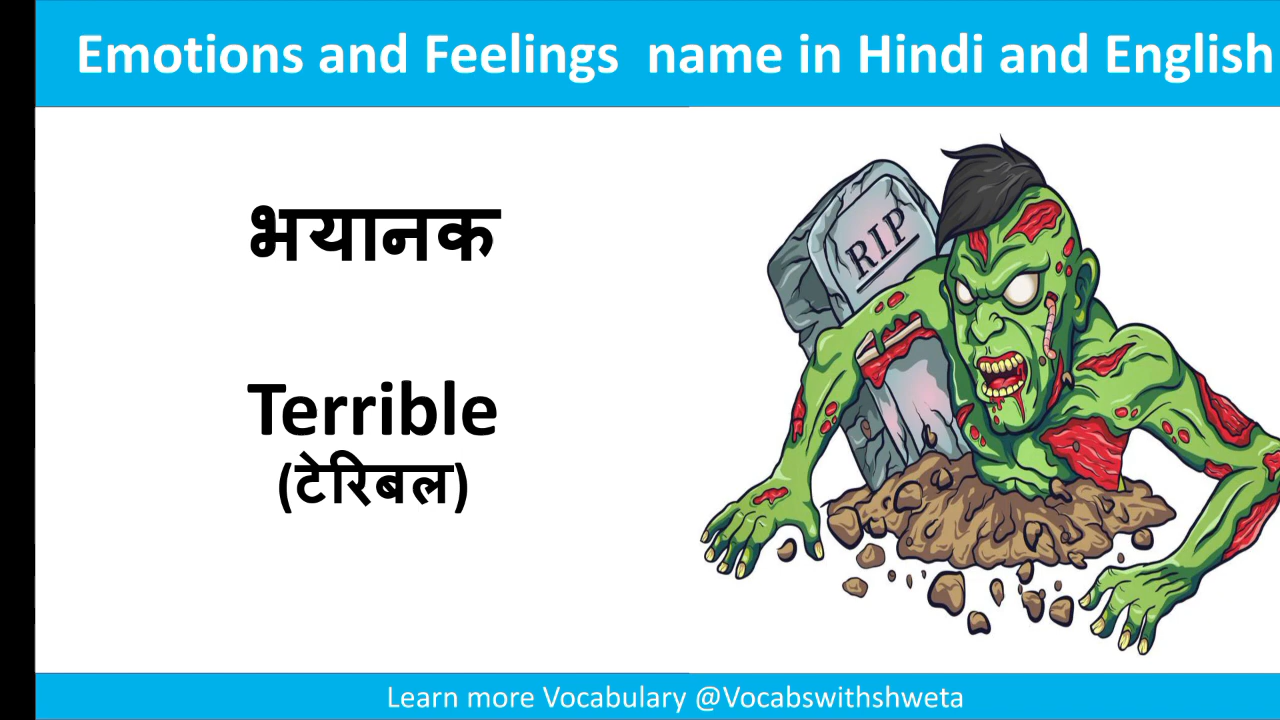 Emotions and Feelings  name in Hindi and English
भयानक
RIP
Terrible
(टेरिबल)
Learn more Vocabulary @Vocabswithshweta